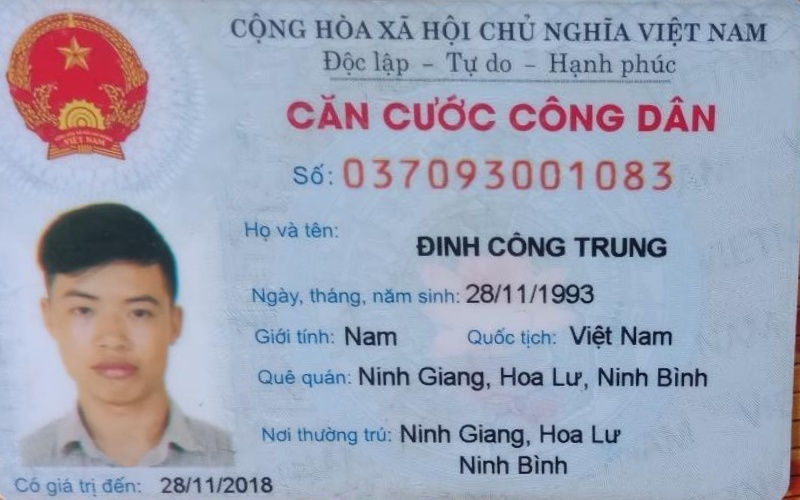 CỘNG HÒA XÃ HỘI CHỦ NGHĨA VIỆT NAM
Độc lập – Tự do – Hạnh phúc
CĂN CƯỚC CÔNG DÂN
Số: 037093001083
Họ và tên: ĐINH CÔNG TRUNG
Ngày, tháng, năm sinh: 28/11/1993
Giới tính: Nam Quốc tịch: Việt Nam
Quê quán: Ninh Giang, Hoa Lư, Ninh Bình
Nơi thường trú: Ninh Giang, Hoa Lư
Ninh Bình
Có giá trị đến: 28/11/2018
VIỆT NAM